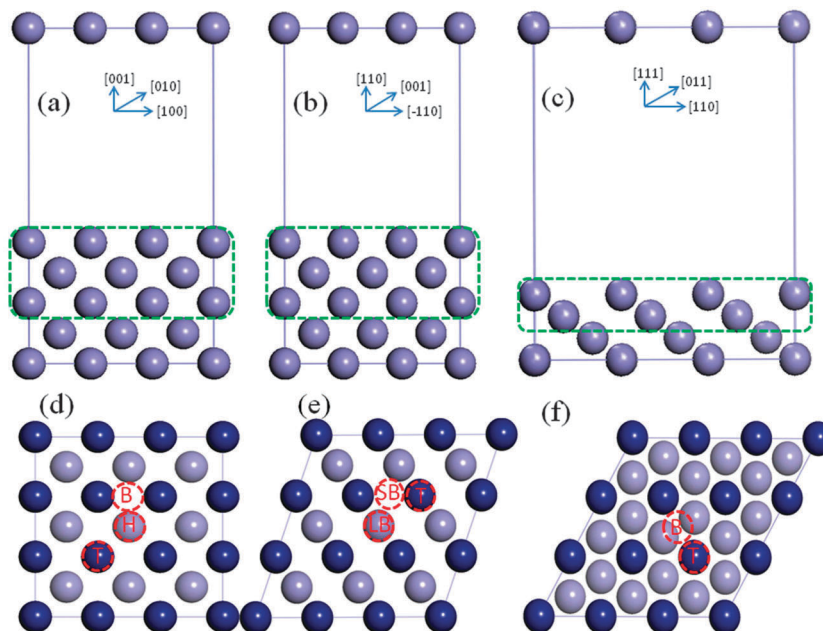 (a)
[001]
[010]
[100]
(b)
[110]
[001]
[-110]
(c)
[111]
[011]
[110]
(d)
B
H
T
(e)
SB
T
LB
(f)
B
T